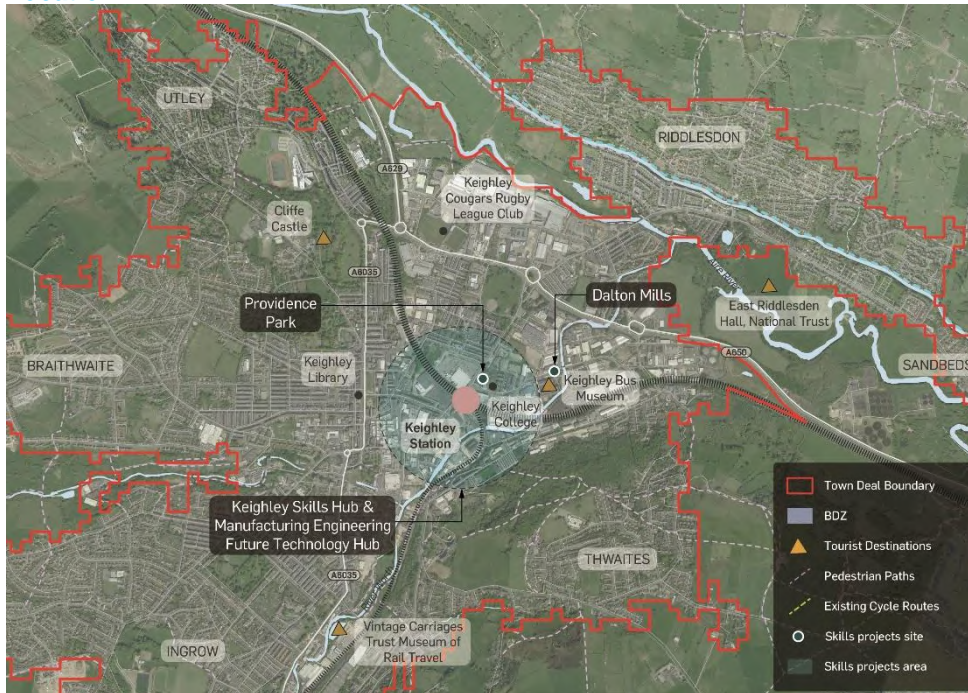 UTLEY
RIDDLESDON
A629
Keighley
Cougars Rugby
League Club
Cliffe
Castle
A6035
Aire River
Providence
Park
Dalton Mills
East Riddlesden
Hall, National Trust
BRAITHWAITE
Keighley
Library
A650
SANDBEDS
Keighley Bus
Museum
Keighley
College
Keighley
Station
Keighley Skills Hub &
Manufacturing Engineering
Future Technology Hub
THWAITES
A6035
Vintage Carriages
Trust Museum of
Rail Travel
INGROW
Town Deal Boundary
BDZ
Tourist Destinations
Pedestrian Paths
Existing Cycle Routes
Skills projects site
Skills projects area